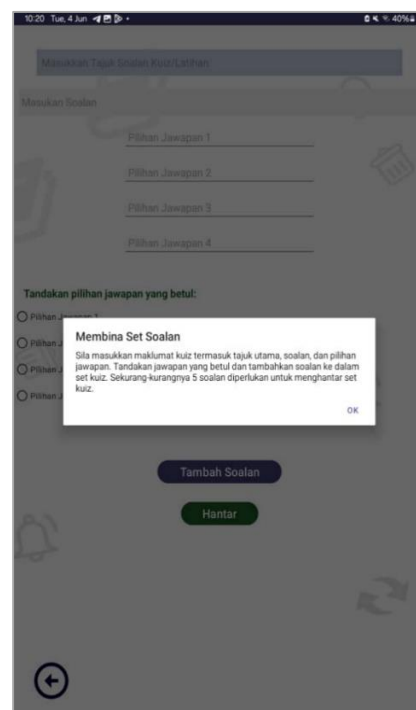 10:20 Tue, 4 Jun
40%
Masukkan Tajuk Soalan Kuiz/Latihan
Masukan Soalan
Pilihan Jawapan 1
Pilihan Jawapan 2
Pilihan Jawapan 3
Pilihan Jawapan 4
Tandakan pilihan jawapan yang betul:
Pilihan Jawapan 1
Pilihan J
Pilihan J
Pilihan J
Membina Set Soalan
Sila masukkan maklumat kuiz termasuk tajuk utama, soalan, dan pilihan
jawapan. Tandakan jawapan yang betul dan tambahkan soalan ke dalam
set kuiz. Sekurang-kurangnya 5 soalan diperlukan untuk menghantar set
kuiz.
OK
Tambah Soalan
Hantar